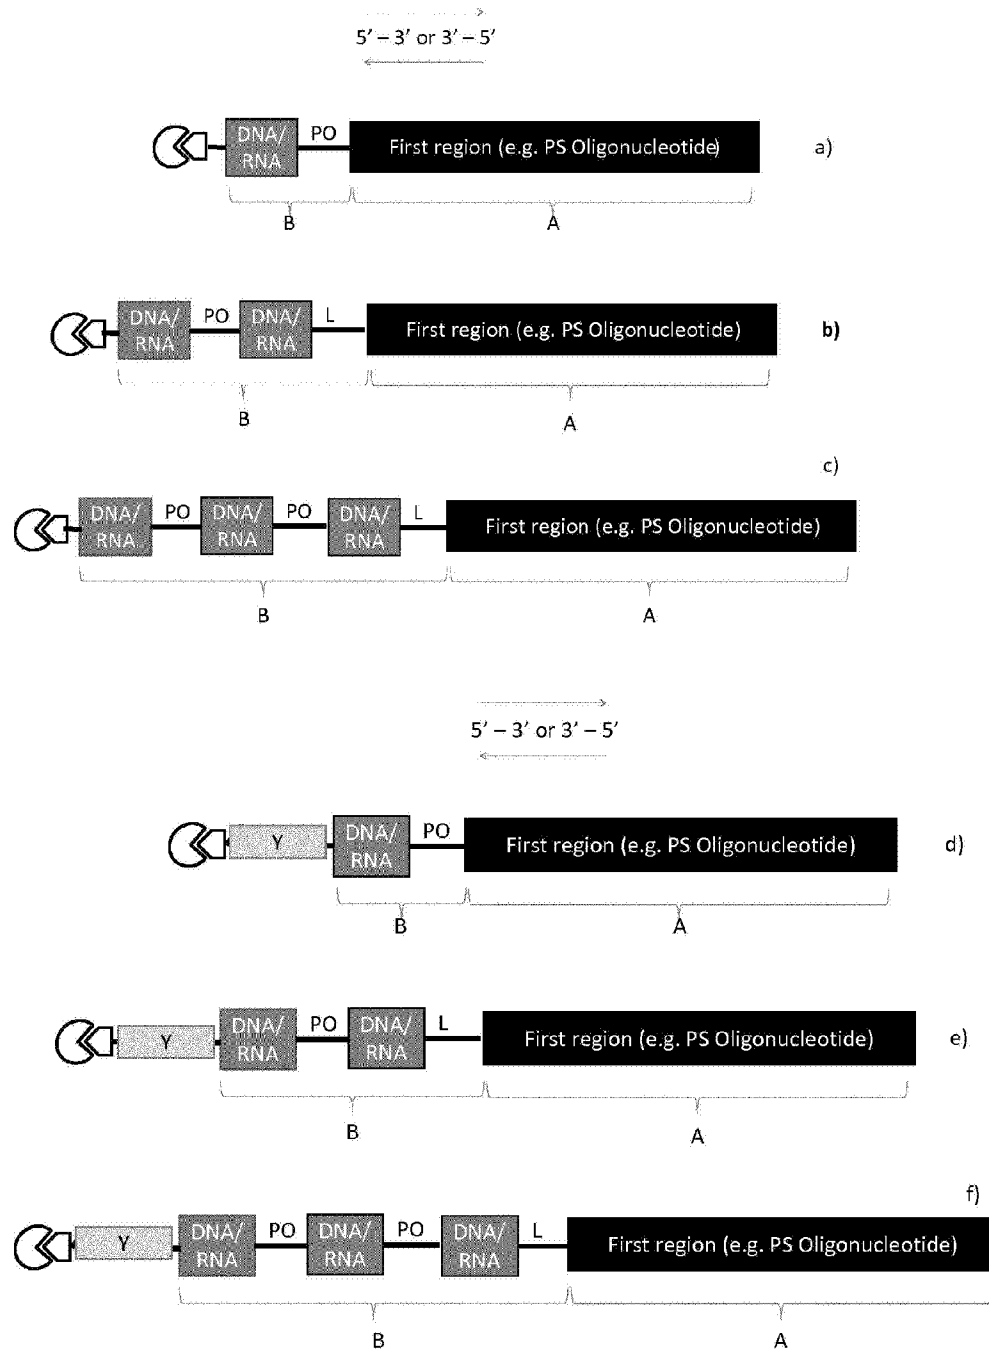 5’ – 3’ or 3’ – 5’
DNA/
RNA
PO
First region (e.g. PS Oligonucleotide)
a)
B
A
DNA/
RNA
PO
DNA/
RNA
L
First region (e.g. PS Oligonucleotide)
b)
B
A
c)
DNA/
RNA
PO
DNA/
RNA
PO
DNA/
RNA
L
First region (e.g. PS Oligonucleotide)
B
A
5’ – 3’ or 3’ – 5’
Y
DNA/
RNA
PO
First region (e.g. PS Oligonucleotide)
d)
B
A
Y
DNA/
RNA
PO
DNA/
RNA
L
First region (e.g. PS Oligonucleotide)
e)
B
A
f)
Y
DNA/
RNA
PO
DNA/
RNA
PO
DNA/
RNA
L
First region (e.g. PS Oligonucleotide)
B
A